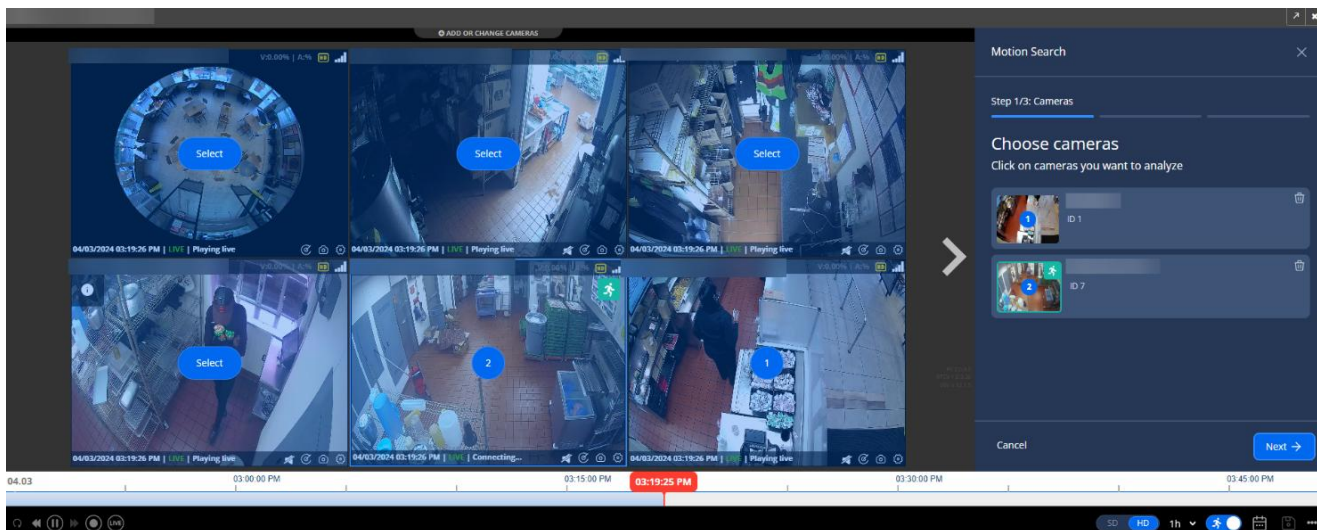 ADD OR CHANGE CAMERAS
V:0.00% | A:% HD
Select
04/03/2024 03:19:26 PM | LIVE | Playing live
Select
04/03/2024 03:19:26 PM | LIVE | Playing live
V:0.00% | A:% HD
Select
04/03/2024 03:19:26 PM | LIVE | Playing live
Select
04/03/2024 03:19:26 PM | LIVE | Playing live
2
04/03/2024 03:19:26 PM | LIVE | Connecting...
V:0.00% | A:% HD
1
04/03/2024 03:19:26 PM | LIVE | Playing live
Motion Search
Step 1/3: Cameras
Choose cameras
Click on cameras you want to analyze
1
ID 1
2
ID 7
Cancel
Next →
04.03 03:00:00 PM 03:15:00 PM 03:19:25 PM 03:30:00 PM 03:45:00 PM
LIVE SD HD 1h